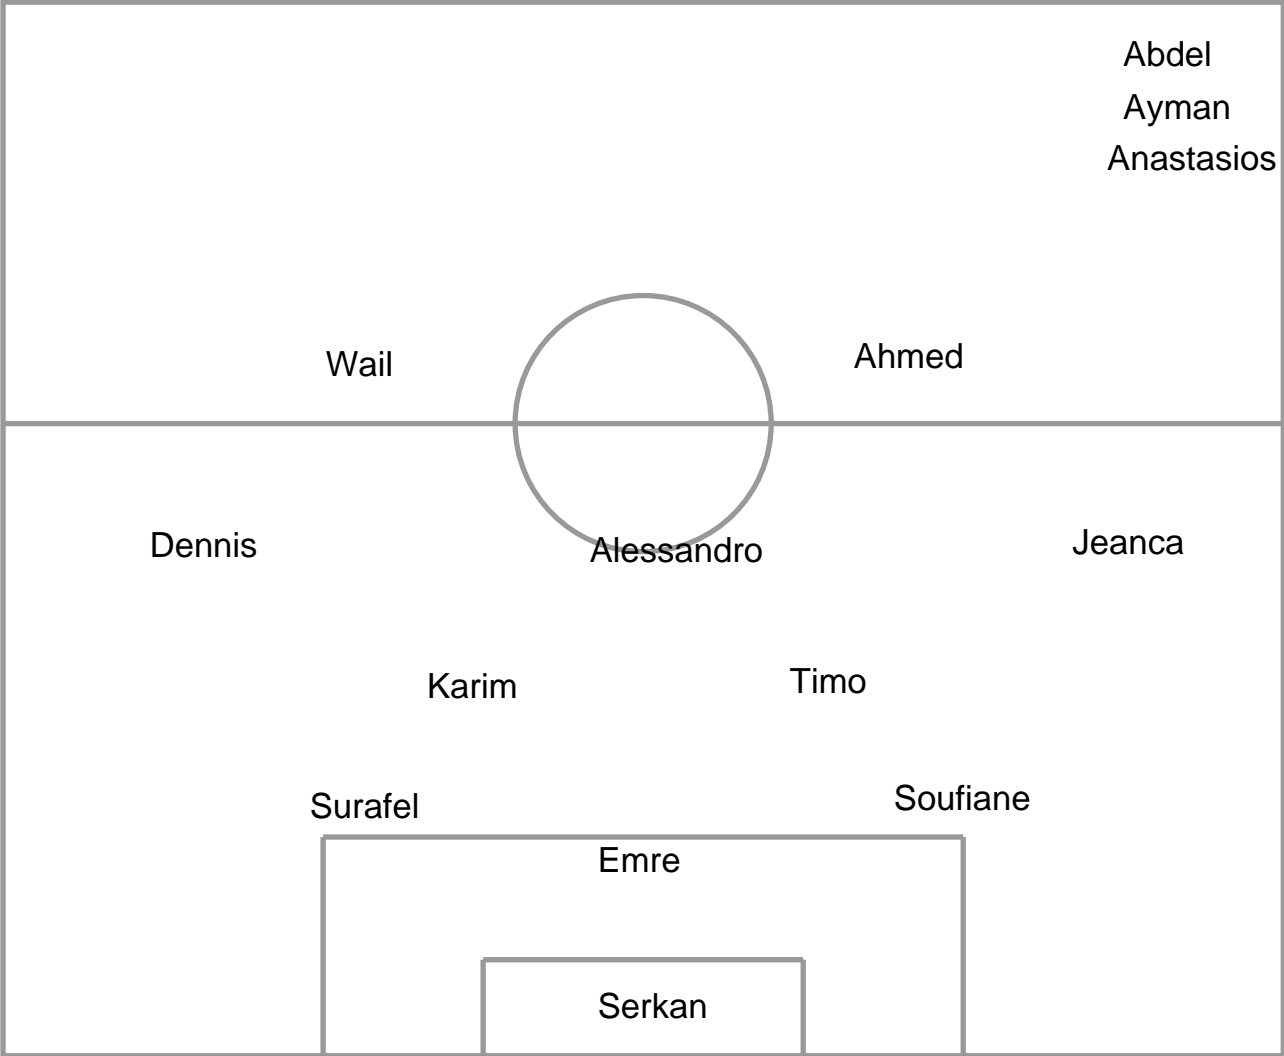 Abdel
Ayman
Anastasios
Wail
Ahmed
Dennis
Alessandro
Jeanca
Karim
Timo
Surafel
Soufiane
Emre
Serkan